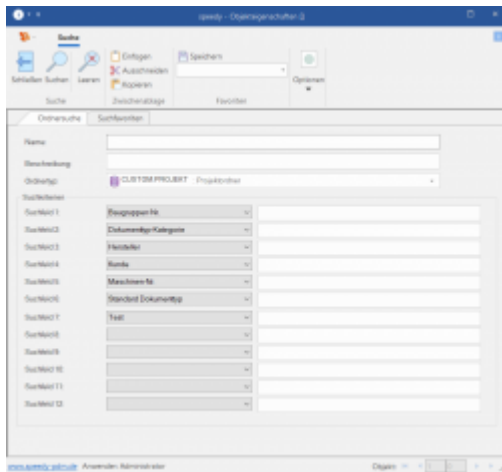 speedy - Objekteigenschaften
Suche
Schließen Suchen Leeren
Einfügen
Ausschneiden
Kopieren
Speichern
Optionen
Suche Zwischenablage Favoriten
Ordnersuche Suchfavoriten
Name:
Beschreibung:
Ordnertyp: CUSTOM PROJEKT Projektordner
Suchkriterien
Suchfeld 1: Baugruppen-Nr.
Suchfeld 2: Dokumenttyp-Kategorie
Suchfeld 3: Hersteller
Suchfeld 4: Kunde
Suchfeld 5: Maschinen-Nr.
Suchfeld 6: Standard Dokumenttyp
Suchfeld 7: Test
Suchfeld 8:
Suchfeld 9:
Suchfeld 10:
Suchfeld 11:
Suchfeld 12:
www.speedy-pdm.de Anwender: Administrator